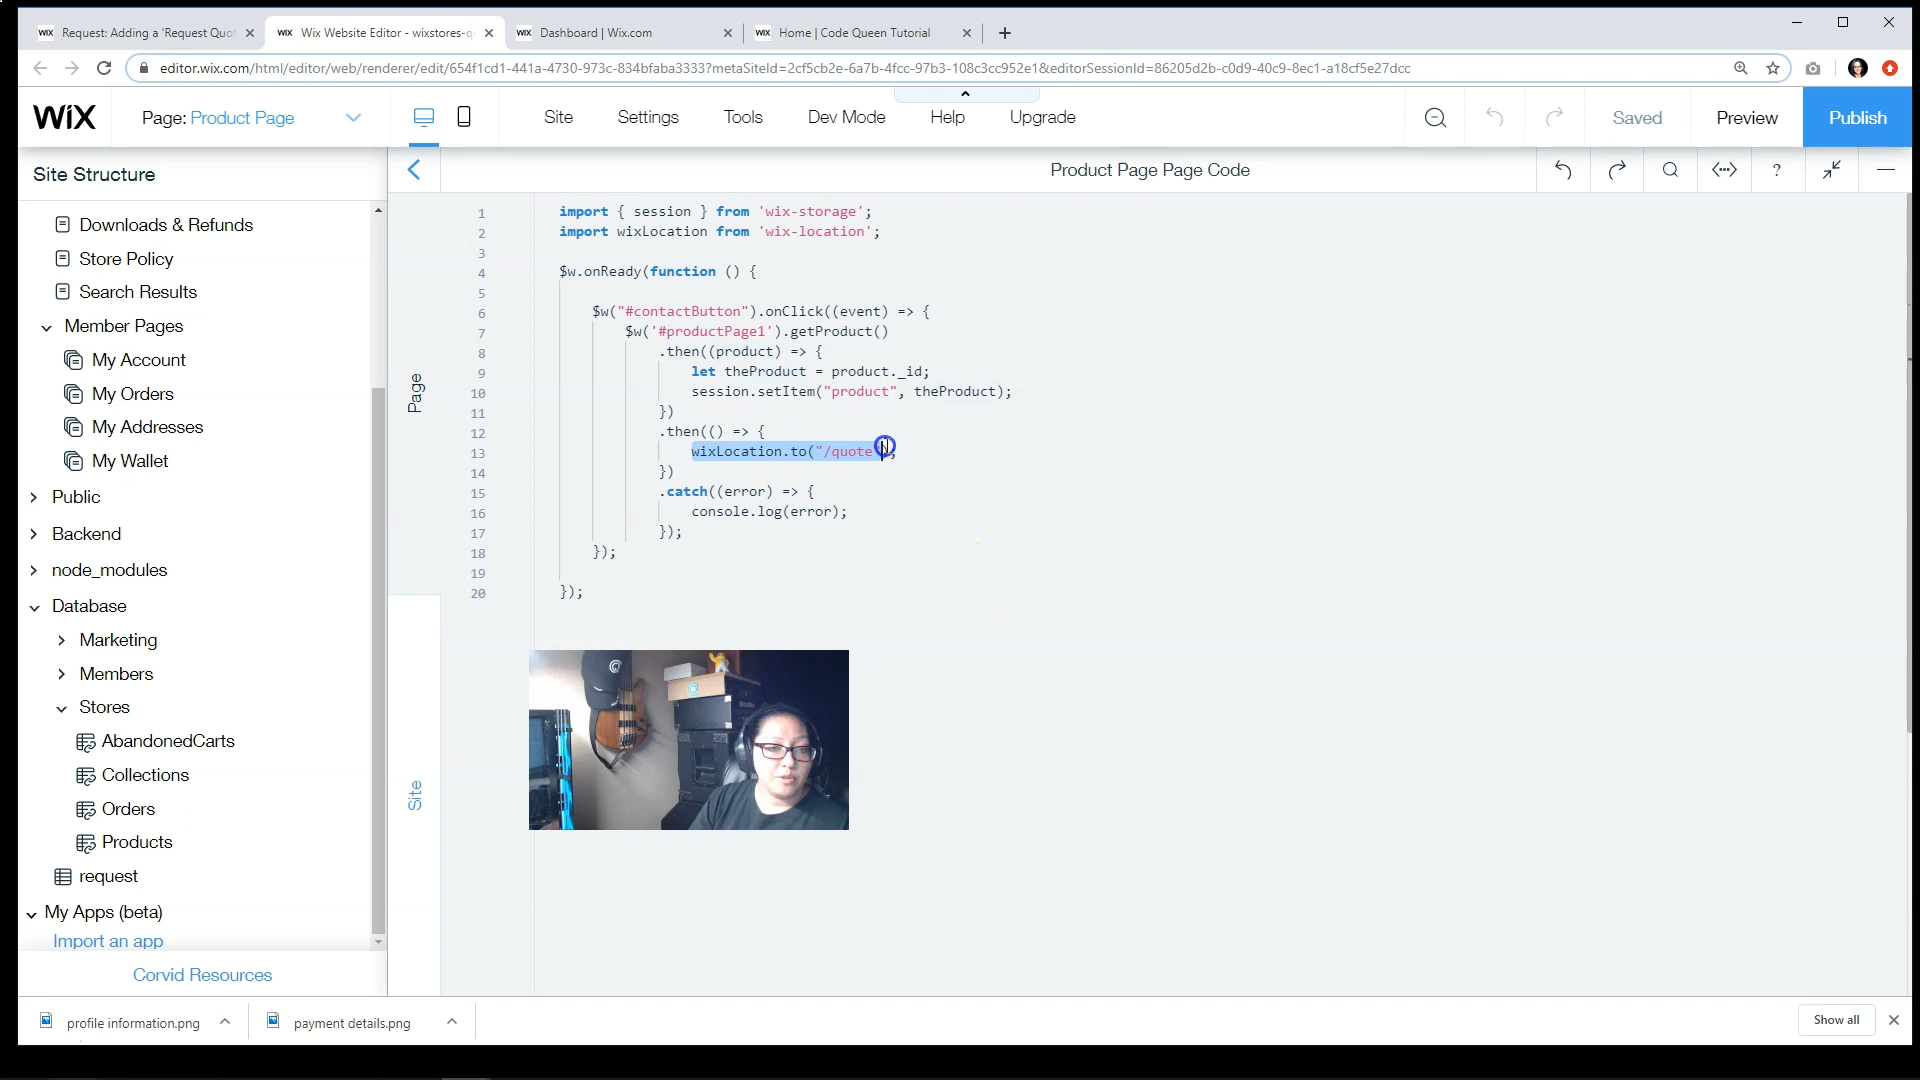 WIX Request: Adding a 'Request Quot
WIX Wix Website Editor - wixstores-q
WIX Dashboard | Wix.com
WIX Home | Code Queen Tutorial
editor.wix.com/html/editor/web/renderer/edit/654f1cd1-441a-4730-973c-834bfaba3333?metaSiteId=2cf5cb2e-6a7b-4fcc-97b3-108c3cc952e1&editorSessionId=86205d2b-c0d9-40c9-8ec1-a18cf5e27dcc
WIX Page: Product Page Site Settings Tools Dev Mode Help Upgrade Saved Preview Publish
Site Structure
Product Page Page Code
?
Downloads & Refunds
Store Policy
Search Results
Member Pages
My Account
My Orders
My Addresses
My Wallet
Public
Backend
node_modules
Database
Marketing
Members
Stores
AbandonedCarts
Collections
Orders
Products
request
My Apps (beta)
Import an app
Corvid Resources
Page
Site
1 import { session } from 'wix-storage';
2 import wixLocation from 'wix-location';
3
4 $w.onReady(function () {
5
6 $w("#contactButton").onClick((event) => {
7 $w('#productPage1').getProduct()
8 .then((product) => {
9 let theProduct = product._id;
10 session.setItem("product", theProduct);
11 })
12 .then(() => {
13 wixLocation.to("/quote
14 })
15 .catch((error) => {
16 console.log(error);
17 });
18 });
19
20 });
profile information.png
payment details.png
Show all